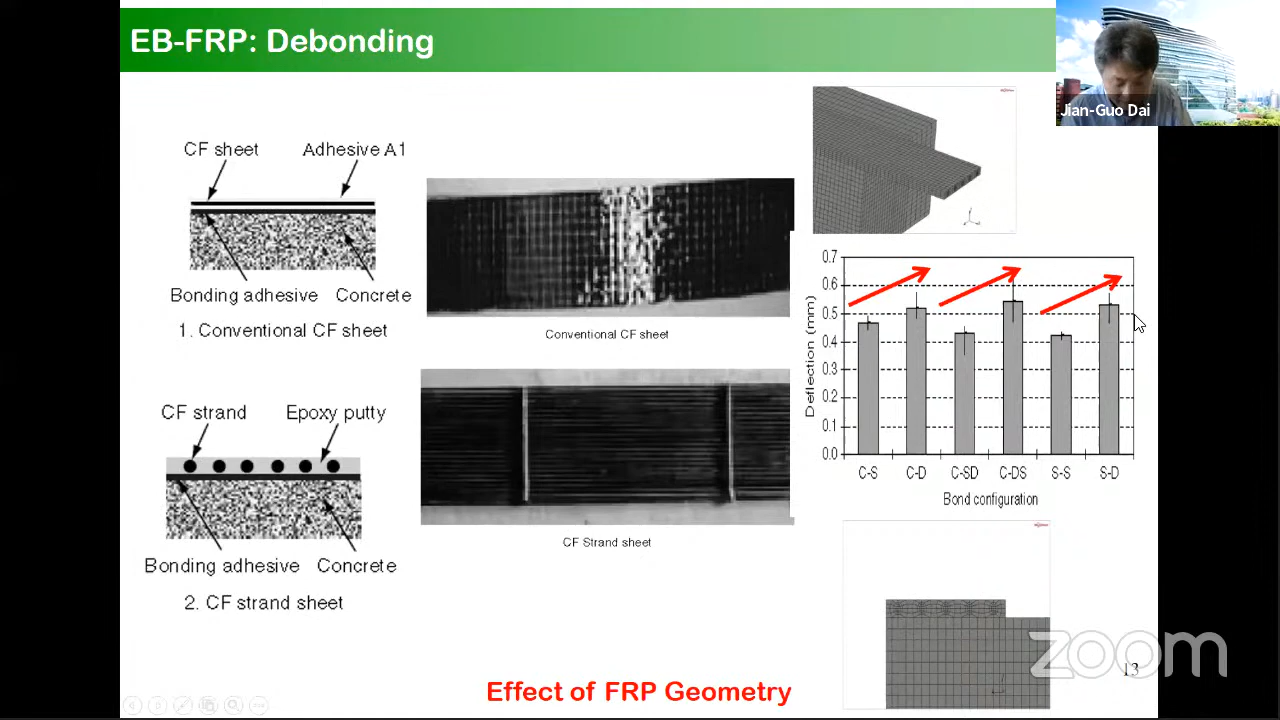 EB-FRP: Debonding
Jian-Guo Dai
CF sheet
Adhesive A1
Bonding adhesive
Concrete
1. Conventional CF sheet
Conventional CF sheet
CF strand
Epoxy putty
Bonding adhesive
Concrete
2. CF strand sheet
CF Strand sheet
Deflection (mm)
0.7
0.6
0.5
0.4
0.3
0.2
0.1
0.0
C-S
C-D
C-SD
C-DS
S-S
S-D
Bond configuration
Effect of FRP Geometry
zoom
13